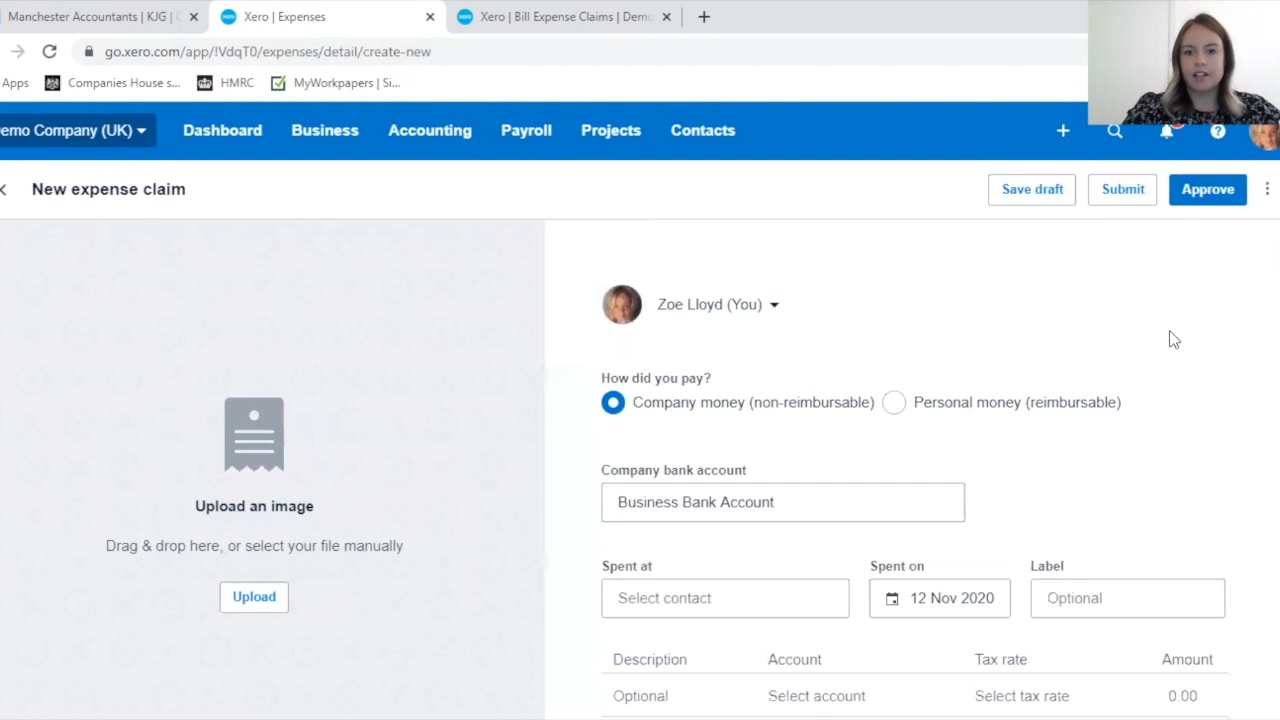 Manchester Accountants | KJG |
xero
Xero | Expenses
xero
Xero | Bill Expense Claims | Demo
go.xero.com/app/!VdqT0/expenses/detail/create-new
Apps
Companies House s...
HMRC
MyWorkpapers | Si...
emo Company (UK)
Dashboard
Business
Accounting
Payroll
Projects
Contacts
New expense claim
Save draft
Submit
Approve
Zoe Lloyd (You)
How did you pay?
Company money (non-reimbursable)
Personal money (reimbursable)
Company bank account
Business Bank Account
Upload an image
Drag & drop here, or select your file manually
Upload
Spent at
Spent on
Label
Select contact
12 Nov 2020
Optional
Description
Account
Tax rate
Amount
Optional
Select account
Select tax rate
0.00